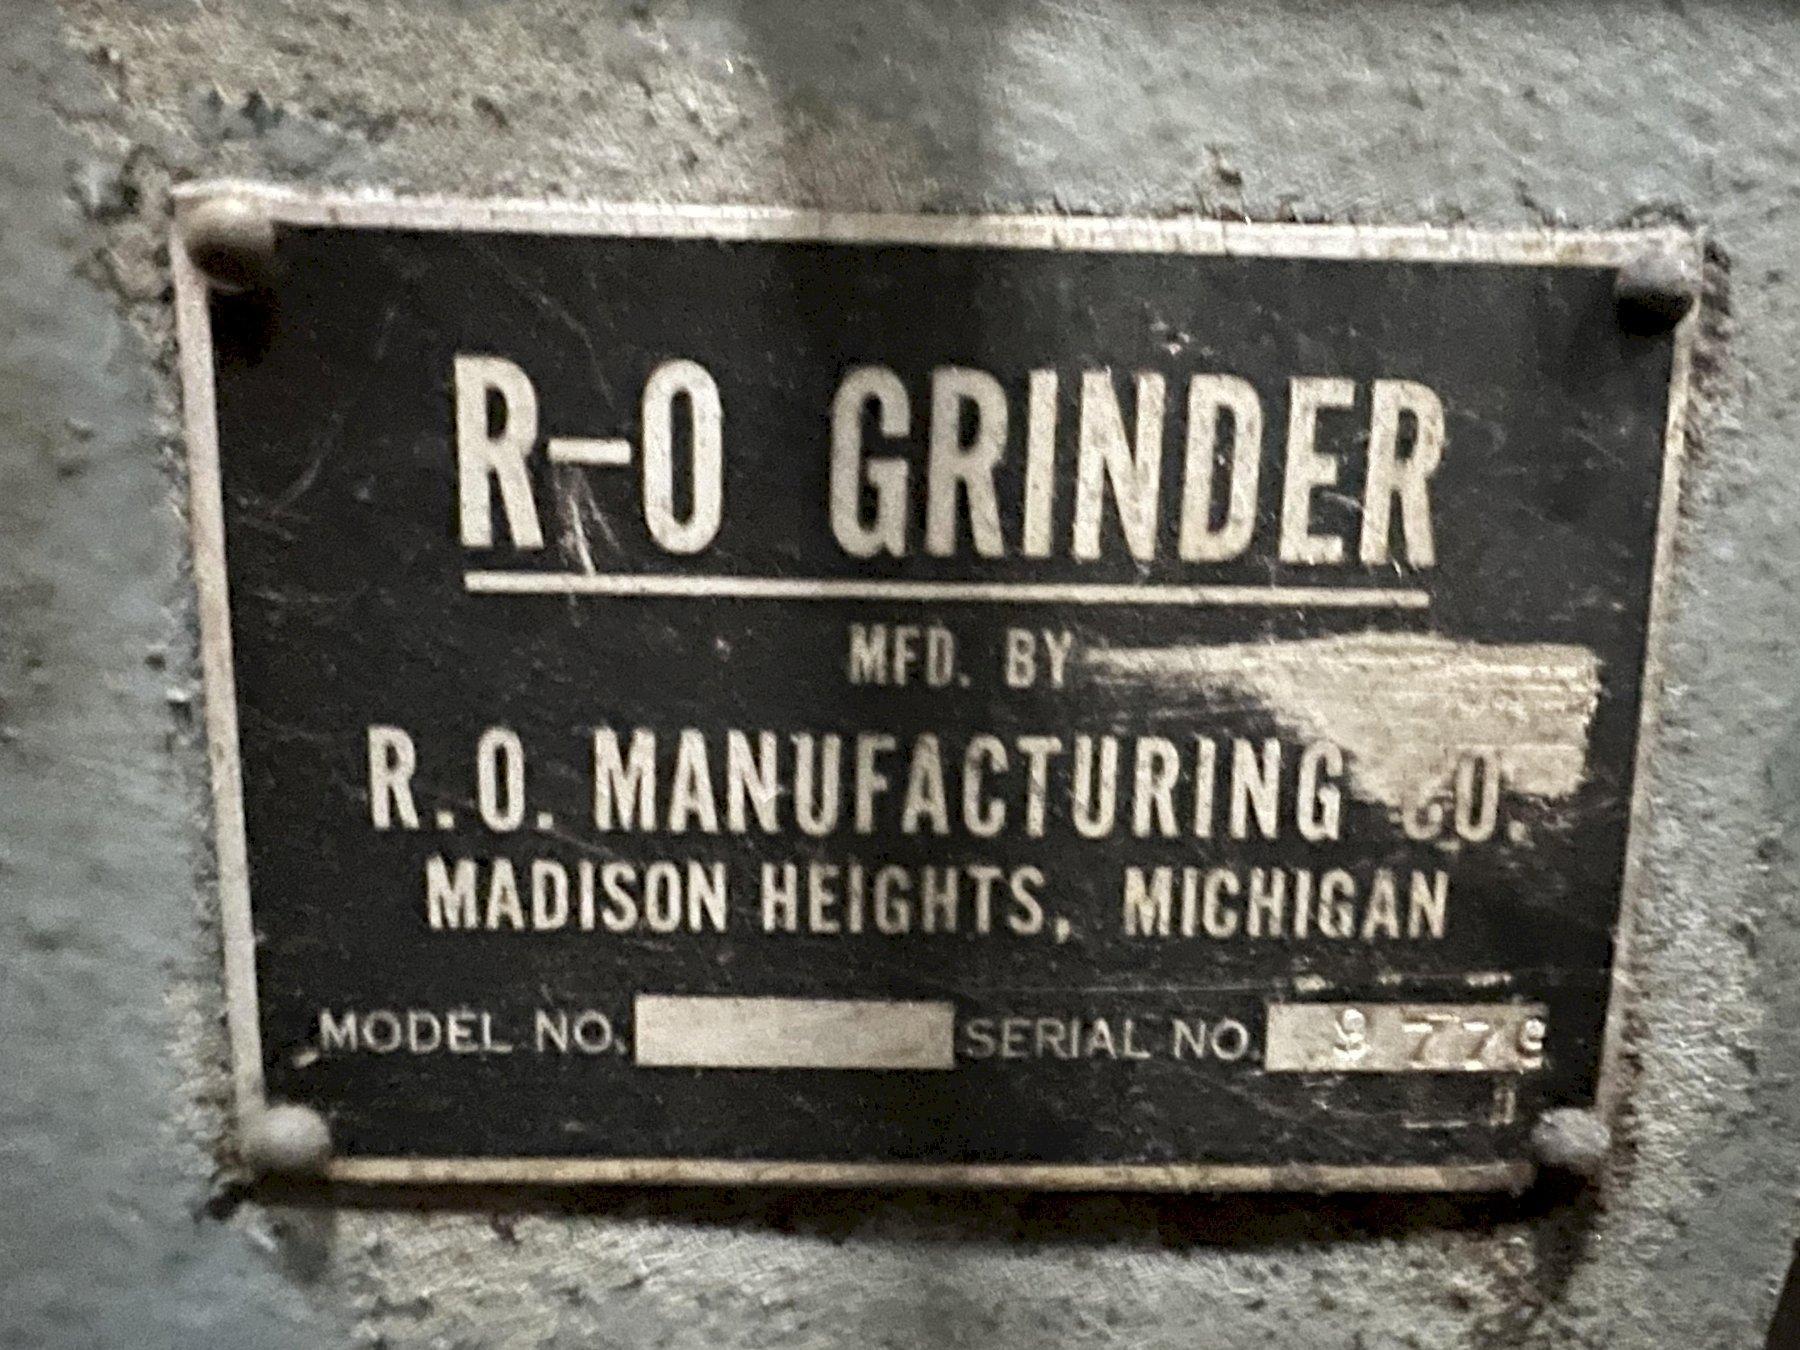 R-O GRINDER
MFD. BY
R. O. MANUFACTURING CO.
MADISON HEIGHTS, MICHIGAN
MODEL NO. SERIAL NO.